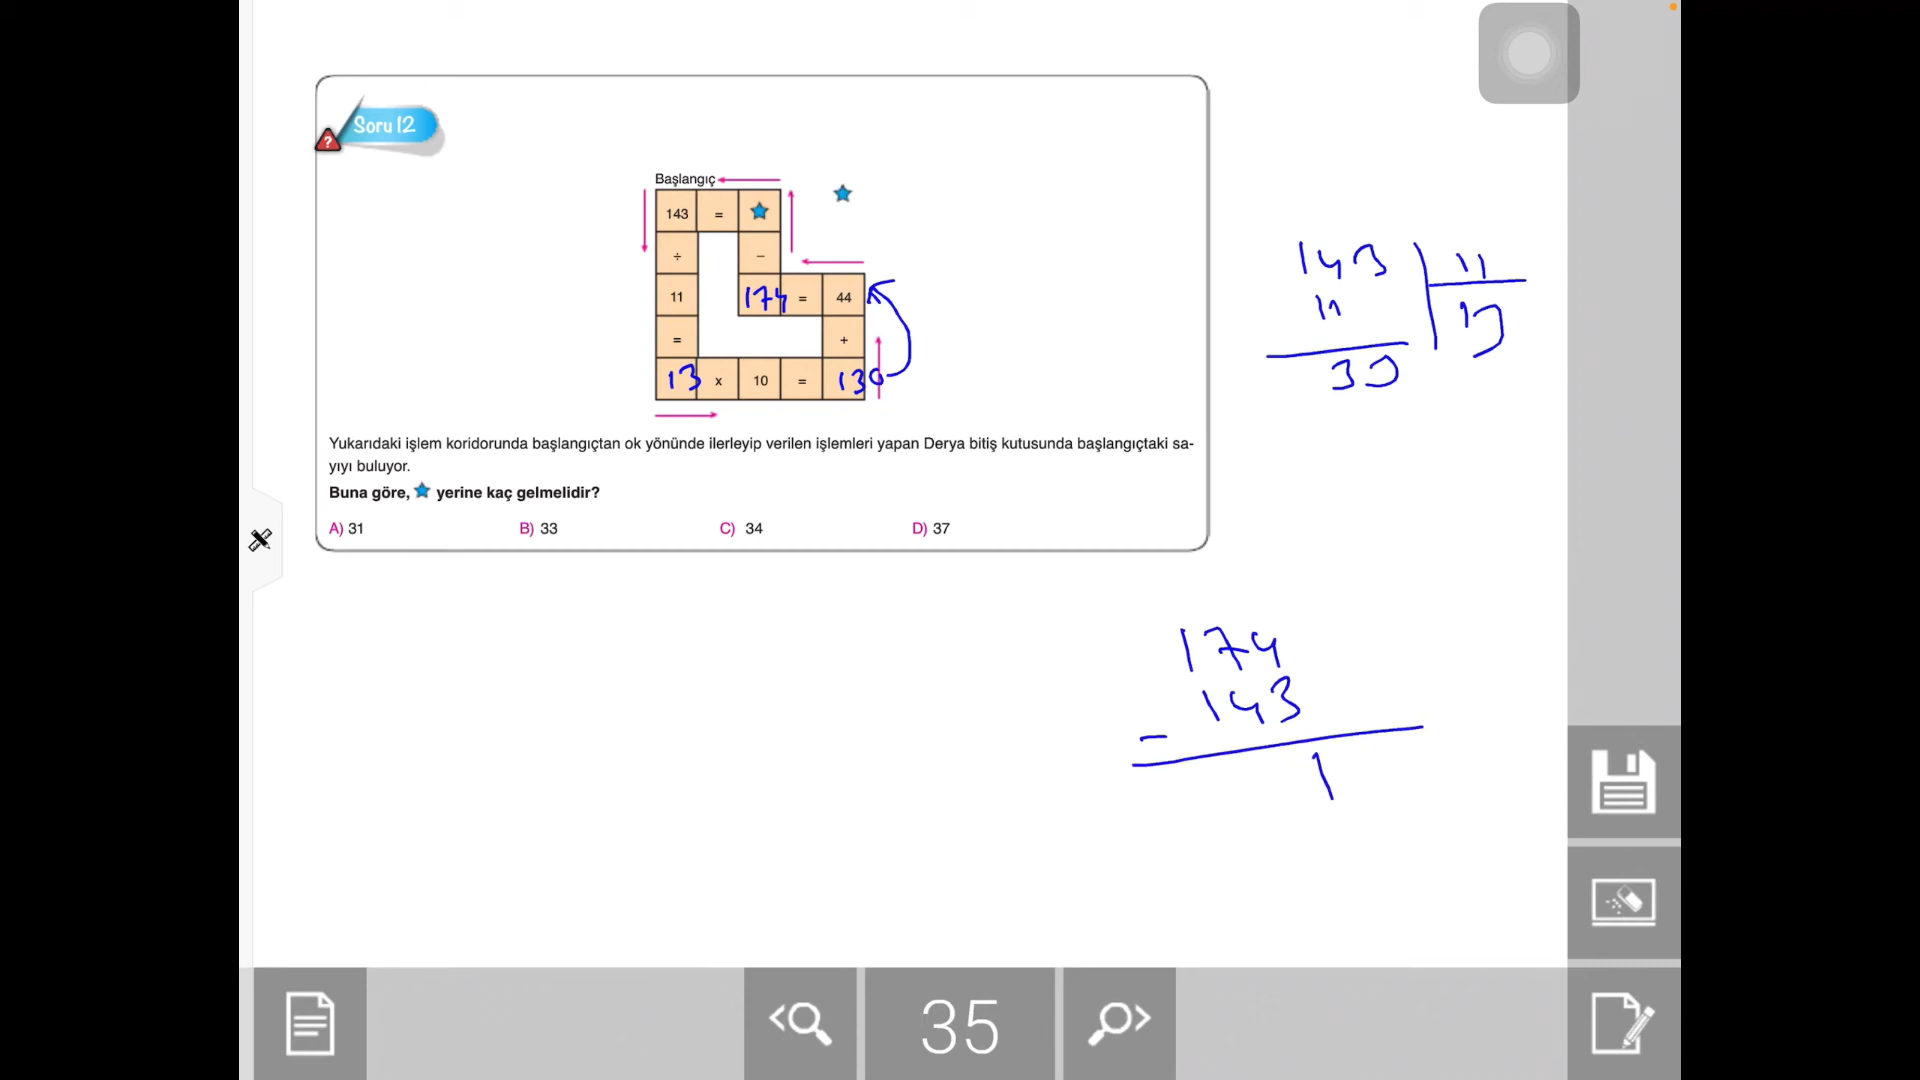 Soru 12
Başlangıç
143 =
÷ −
11 174 = 44
= +
13 x 10 = 130
Yukarıdaki işlem koridorunda başlangıçtan ok yönünde ilerleyip verilen işlemleri yapan Derya bitiş kutusunda başlangıçtaki sa-
yıyı buluyor.
Buna göre, yerine kaç gelmelidir?
A) 31 B) 33 C) 34 D) 37
143 11
11 13
33
174
143
−
1
35